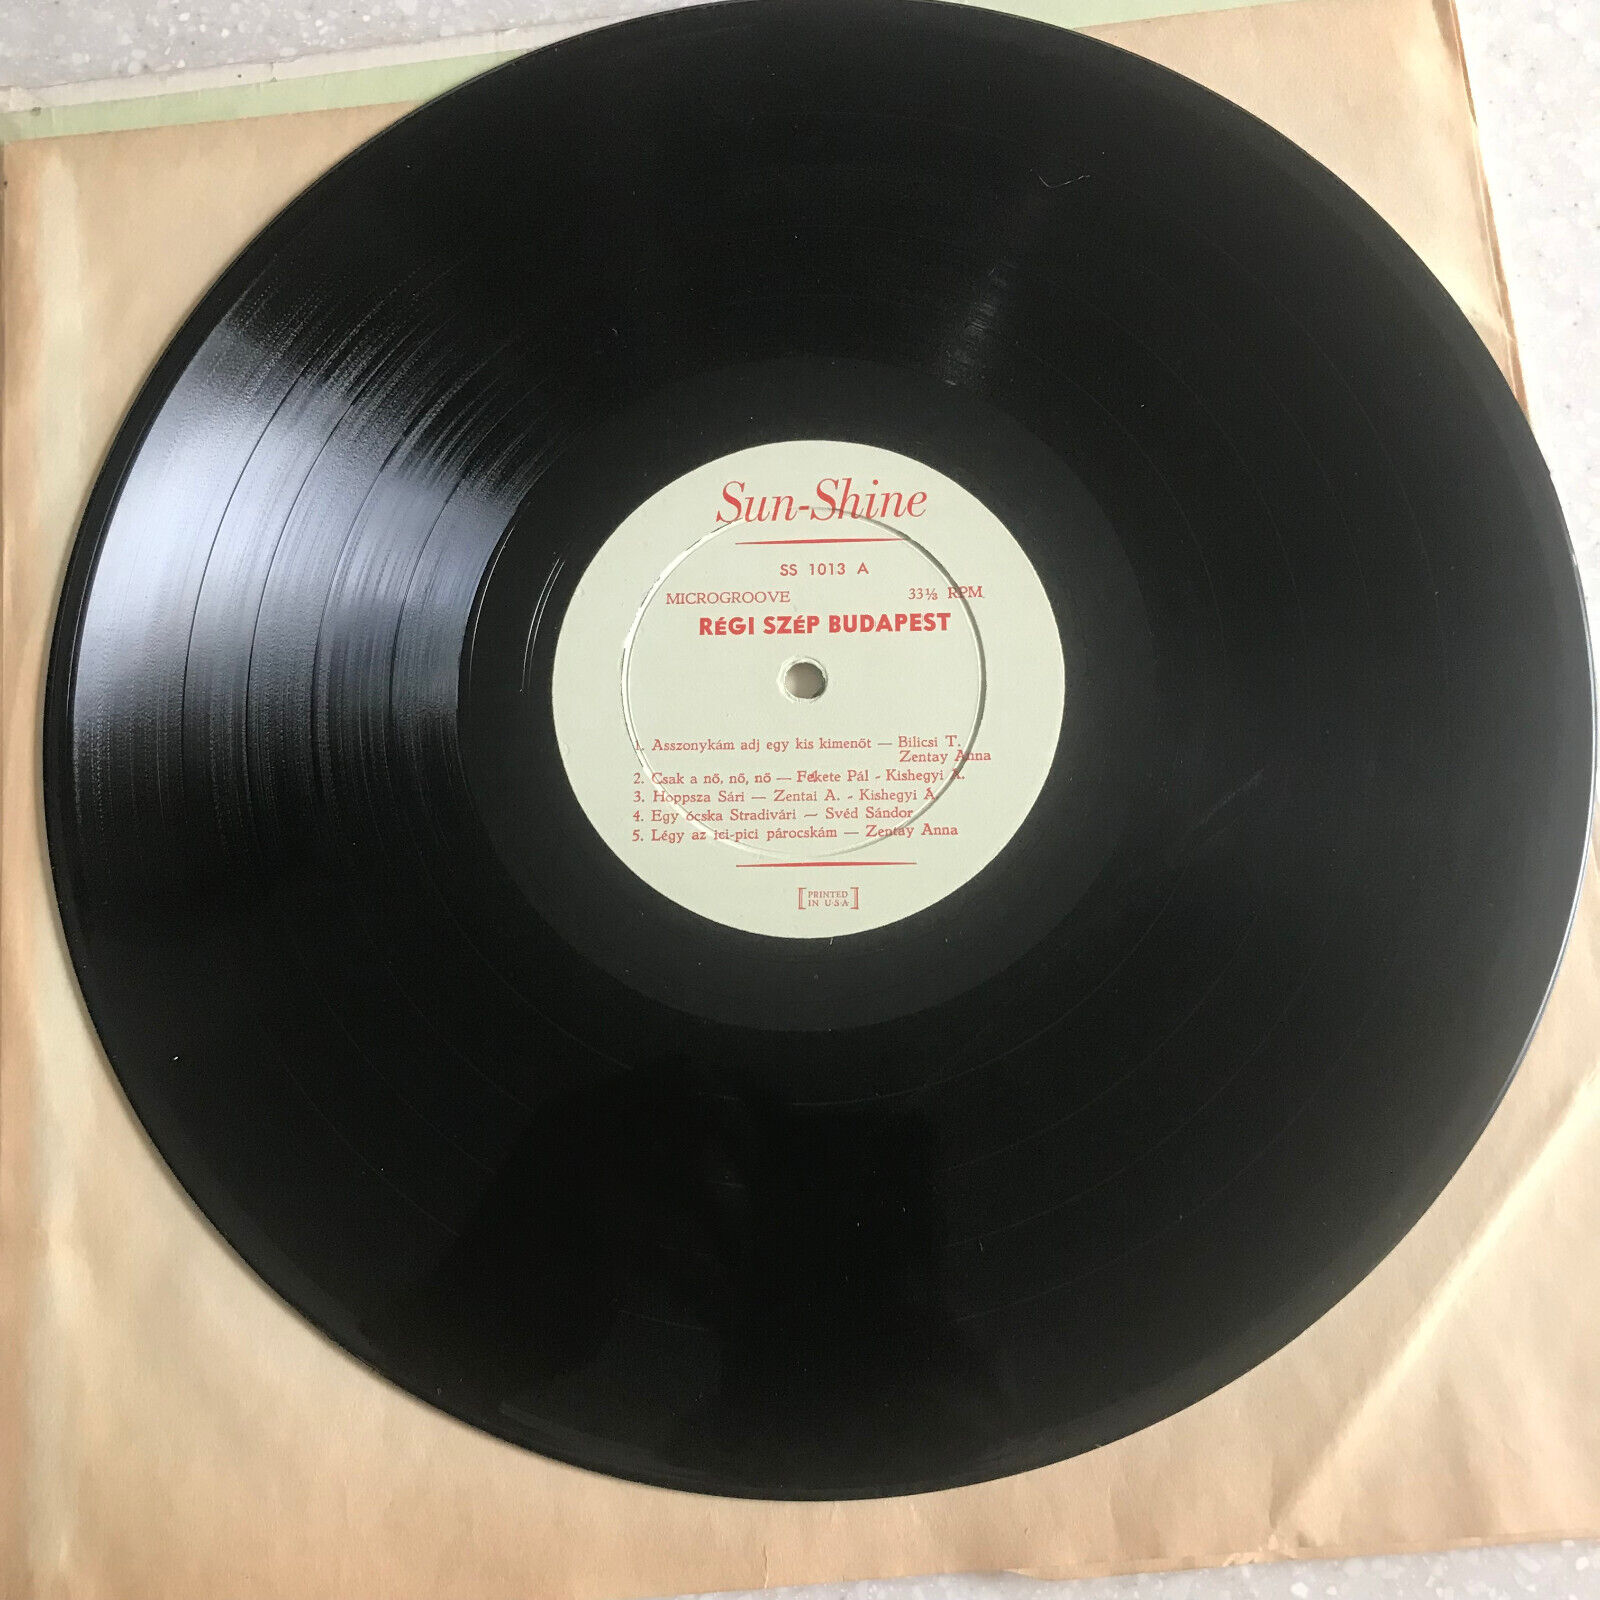 Sun-Shine
SS 1013 A
MICROGROOVE 33⅓ RPM
RÉGI SZÉP BUDAPEST
1. Asszonykám adj egy kis kimenőt — Bilicsi T.
Zentay Anna
2. Csak a nő, nő, nő — Fekete Pál - Kishegyi Á.
3. Hoppsza Sári — Zentai A. - Kishegyi Á.
4. Egy ócska Stradivári — Svéd Sándor
5. Légy az ici-pici párocskám — Zentay Anna
[PRINTED
IN U·S·A]